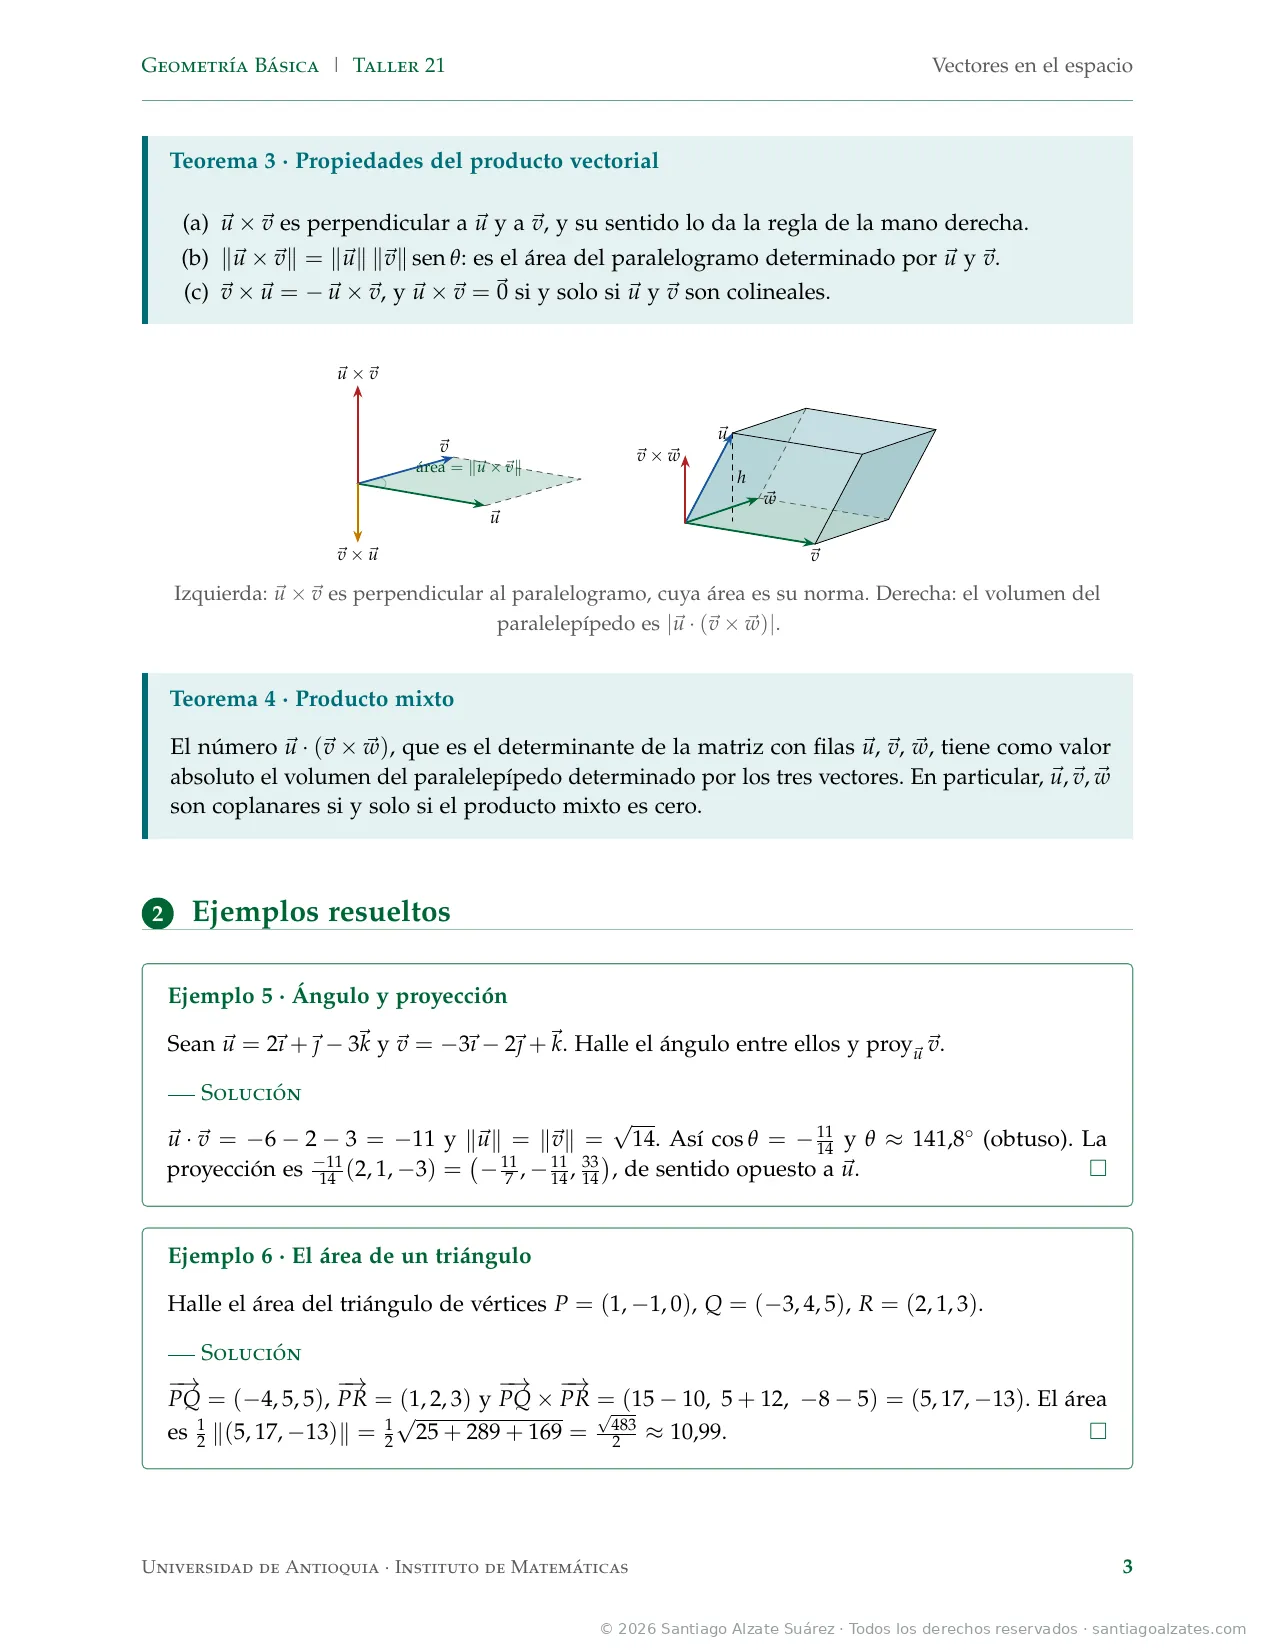 Geometría Básica | Taller 21
Vectores en el espacio
Teorema 3 · Propiedades del producto vectorial
(a) u⃗ × v⃗ es perpendicular a u⃗ y a v⃗, y su sentido lo da la regla de la mano derecha.
(b) ‖u⃗ × v⃗‖ = ‖u⃗‖ ‖v⃗‖ sen θ: es el área del paralelogramo determinado por u⃗ y v⃗.
(c) v⃗ × u⃗ = − u⃗ × v⃗, y u⃗ × v⃗ = 0⃗ si y solo si u⃗ y v⃗ son colineales.
u⃗ × v⃗
v⃗
área = ‖u⃗ × v⃗‖
u⃗
v⃗ × u⃗
u⃗
v⃗ × w⃗
h
w⃗
v⃗
Izquierda: u⃗ × v⃗ es perpendicular al paralelogramo, cuya área es su norma. Derecha: el volumen del
paralelepípedo es |u⃗ · (v⃗ × w⃗)|.
Teorema 4 · Producto mixto
El número u⃗ · (v⃗ × w⃗), que es el determinante de la matriz con filas u⃗, v⃗, w⃗, tiene como valor
absoluto el volumen del paralelepípedo determinado por los tres vectores. En particular, u⃗, v⃗, w⃗
son coplanares si y solo si el producto mixto es cero.
2 Ejemplos resueltos
Ejemplo 5 · Ángulo y proyección
Sean u⃗ = 2ı⃗ + ȷ⃗ − 3k⃗ y v⃗ = −3ı⃗ − 2ȷ⃗ + k⃗. Halle el ángulo entre ellos y proy_u⃗ v⃗.
— Solución
u⃗ · v⃗ = −6 − 2 − 3 = −11 y ‖u⃗‖ = ‖v⃗‖ = √14. Así cos θ = −11/14 y θ ≈ 141,8° (obtuso). La
proyección es −11/14 (2, 1, −3) = (−11/7, −11/14, 33/14), de sentido opuesto a u⃗. □
Ejemplo 6 · El área de un triángulo
Halle el área del triángulo de vértices P = (1, −1, 0), Q = (−3, 4, 5), R = (2, 1, 3).
— Solución
PQ⃗ = (−4, 5, 5), PR⃗ = (1, 2, 3) y PQ⃗ × PR⃗ = (15 − 10, 5 + 12, −8 − 5) = (5, 17, −13). El área
es 1/2 ‖(5, 17, −13)‖ = 1/2 √(25 + 289 + 169) = √483/2 ≈ 10,99. □
Universidad de Antioquia · Instituto de Matemáticas
3
© 2026 Santiago Alzate Suárez · Todos los derechos reservados · santiagoalzates.com